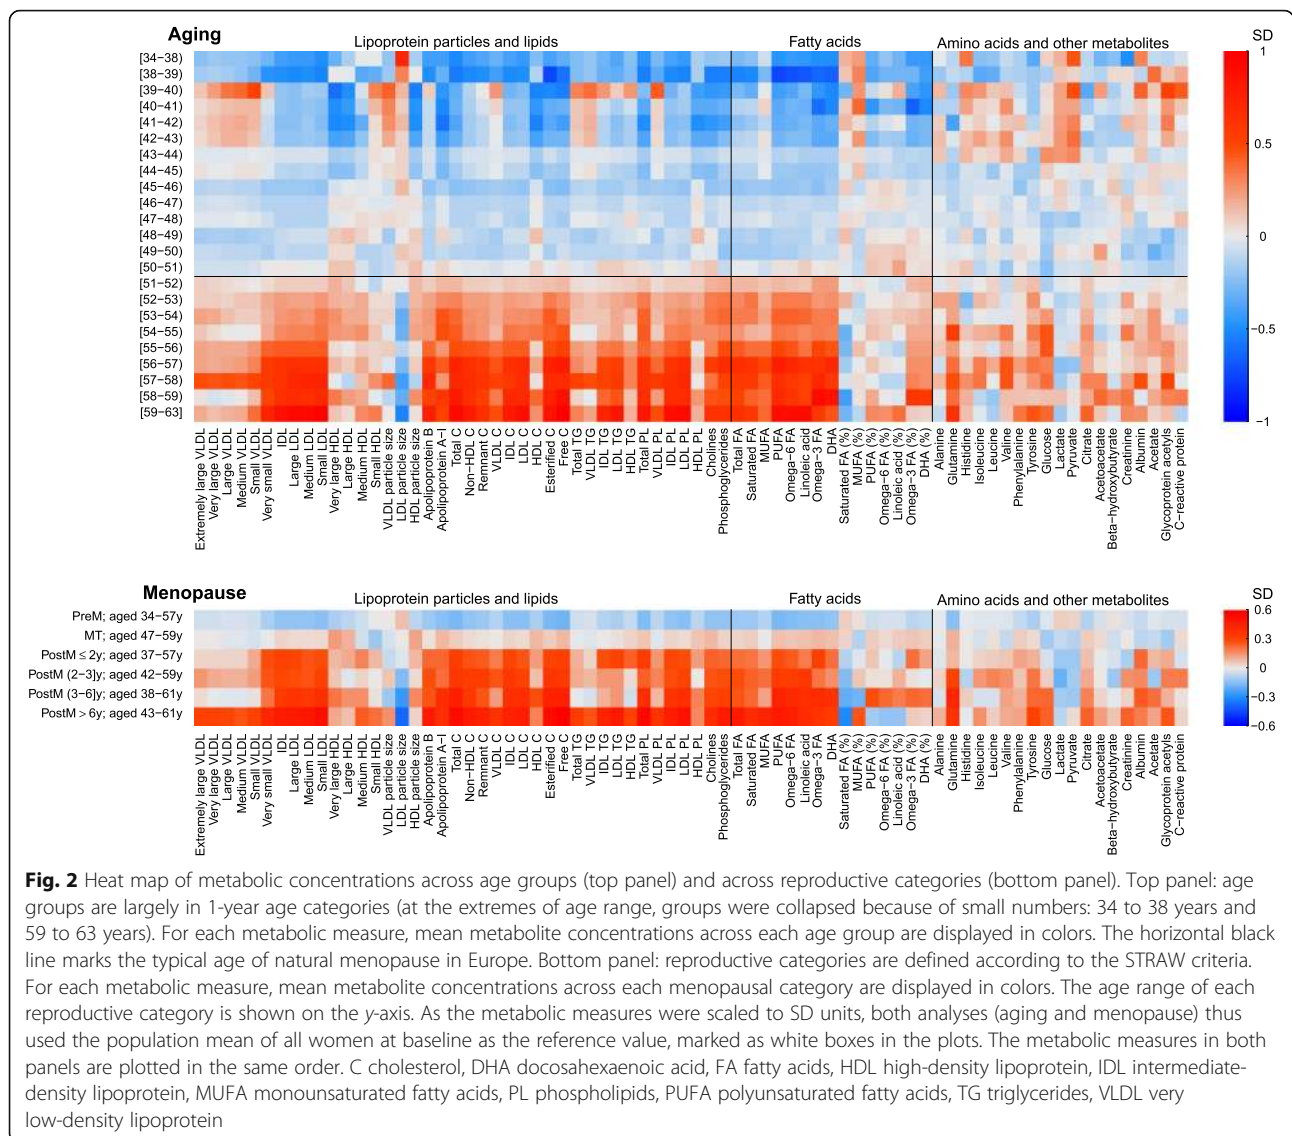 Aging
Lipoprotein particles and lipids
Fatty acids
Amino acids and other metabolites
SD
[34−38)
[38−39)
[39−40)
[40−41)
[41−42)
[42−43)
[43−44)
[44−45)
[45−46)
[46−47)
[47−48)
[48−49)
[49−50)
[50−51)
[51−52)
[52−53)
[53−54)
[54−55)
[55−56)
[56−57)
[57−58)
[58−59)
[59−63)
1
0.5
0
−0.5
−1
Extremely large VLDL
Very large VLDL
Large VLDL
Medium VLDL
Small VLDL
Very small VLDL
IDL
Large LDL
Medium LDL
Small LDL
Very large HDL
Large HDL
Medium HDL
Small HDL
VLDL particle size
LDL particle size
HDL particle size
Apolipoprotein B
Apolipoprotein A−I
Total C
Non−HDL C
Remnant C
VLDL C
IDL C
LDL C
HDL C
Esterified C
Free C
Total TG
VLDL TG
IDL TG
LDL TG
HDL TG
Total PL
VLDL PL
IDL PL
LDL PL
HDL PL
Cholines
Phosphoglycerides
Total FA
Saturated FA
MUFA
PUFA
Omega−6 FA
Linoleic acid
Omega−3 FA
DHA
Saturated FA (%)
MUFA (%)
PUFA (%)
Omega−6 FA (%)
Linoleic acid (%)
Omega−3 FA (%)
DHA (%)
Alanine
Glutamine
Histidine
Isoleucine
Leucine
Valine
Phenylalanine
Tyrosine
Glucose
Lactate
Pyruvate
Citrate
Acetoacetate
Beta−hydroxybutyrate
Creatinine
Albumin
Acetate
Glycoprotein acetyls
C−reactive protein
Menopause
Lipoprotein particles and lipids
Fatty acids
Amino acids and other metabolites
SD
PreM; aged 34−57y
MT; aged 47−59y
PostM ≤ 2y; aged 37−57y
PostM (2−3]y; aged 42−59y
PostM (3−6]y; aged 38−61y
PostM > 6y; aged 43−61y
0.6
0.3
0
−0.3
−0.6
Extremely large VLDL
Very large VLDL
Large VLDL
Medium VLDL
Small VLDL
Very small VLDL
IDL
Large LDL
Medium LDL
Small LDL
Very large HDL
Large HDL
Medium HDL
Small HDL
VLDL particle size
LDL particle size
HDL particle size
Apolipoprotein B
Apolipoprotein A−I
Total C
Non−HDL C
Remnant C
VLDL C
IDL C
LDL C
HDL C
Esterified C
Free C
Total TG
VLDL TG
IDL TG
LDL TG
HDL TG
Total PL
VLDL PL
IDL PL
LDL PL
HDL PL
Cholines
Phosphoglycerides
Total FA
Saturated FA
MUFA
PUFA
Omega−6 FA
Linoleic acid
Omega−3 FA
DHA
Saturated FA (%)
MUFA (%)
PUFA (%)
Omega−6 FA (%)
Linoleic acid (%)
Omega−3 FA (%)
DHA (%)
Alanine
Glutamine
Histidine
Isoleucine
Leucine
Valine
Phenylalanine
Tyrosine
Glucose
Lactate
Pyruvate
Citrate
Acetoacetate
Beta−hydroxybutyrate
Creatinine
Albumin
Acetate
Glycoprotein acetyls
C−reactive protein
Fig. 2 Heat map of metabolic concentrations across age groups (top panel) and across reproductive categories (bottom panel). Top panel: age
groups are largely in 1-year age categories (at the extremes of age range, groups were collapsed because of small numbers: 34 to 38 years and
59 to 63 years). For each metabolic measure, mean metabolite concentrations across each age group are displayed in colors. The horizontal black
line marks the typical age of natural menopause in Europe. Bottom panel: reproductive categories are defined according to the STRAW criteria.
For each metabolic measure, mean metabolite concentrations across each menopausal category are displayed in colors. The age range of each
reproductive category is shown on the y-axis. As the metabolic measures were scaled to SD units, both analyses (aging and menopause) thus
used the population mean of all women at baseline as the reference value, marked as white boxes in the plots. The metabolic measures in both
panels are plotted in the same order. C cholesterol, DHA docosahexaenoic acid, FA fatty acids, HDL high-density lipoprotein, IDL intermediate-
density lipoprotein, MUFA monounsaturated fatty acids, PL phospholipids, PUFA polyunsaturated fatty acids, TG triglycerides, VLDL very
low-density lipoprotein